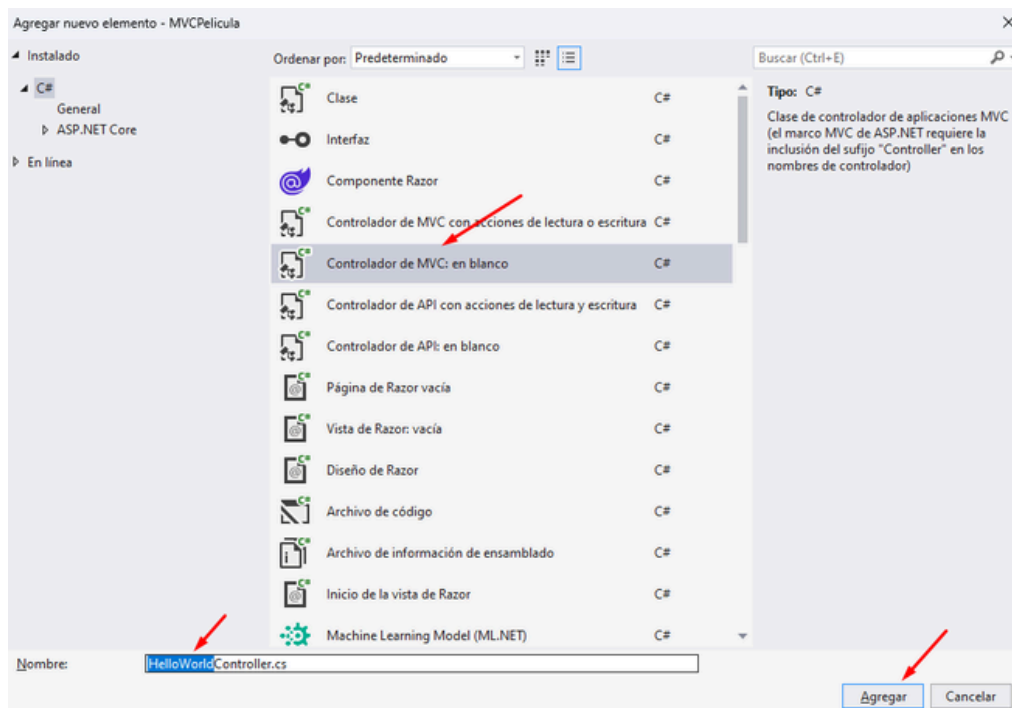 Agregar nuevo elemento - MVCPelicula
Instalado
C#
General
ASP.NET Core
En línea
Ordenar por: Predeterminado
Clase C#
Interfaz C#
Componente Razor C#
Controlador de MVC con acciones de lectura o escritura C#
Controlador de MVC: en blanco C#
Controlador de API con acciones de lectura y escritura C#
Controlador de API: en blanco C#
Página de Razor vacía C#
Vista de Razor: vacía C#
Diseño de Razor C#
Archivo de código C#
Archivo de información de ensamblado C#
Inicio de la vista de Razor C#
Machine Learning Model (ML.NET) C#
Buscar (Ctrl+E)
Tipo: C#
Clase de controlador de aplicaciones MVC
(el marco MVC de ASP.NET requiere la
inclusión del sufijo "Controller" en los
nombres de controlador)
Nombre: HelloWorldController.cs
Agregar Cancelar